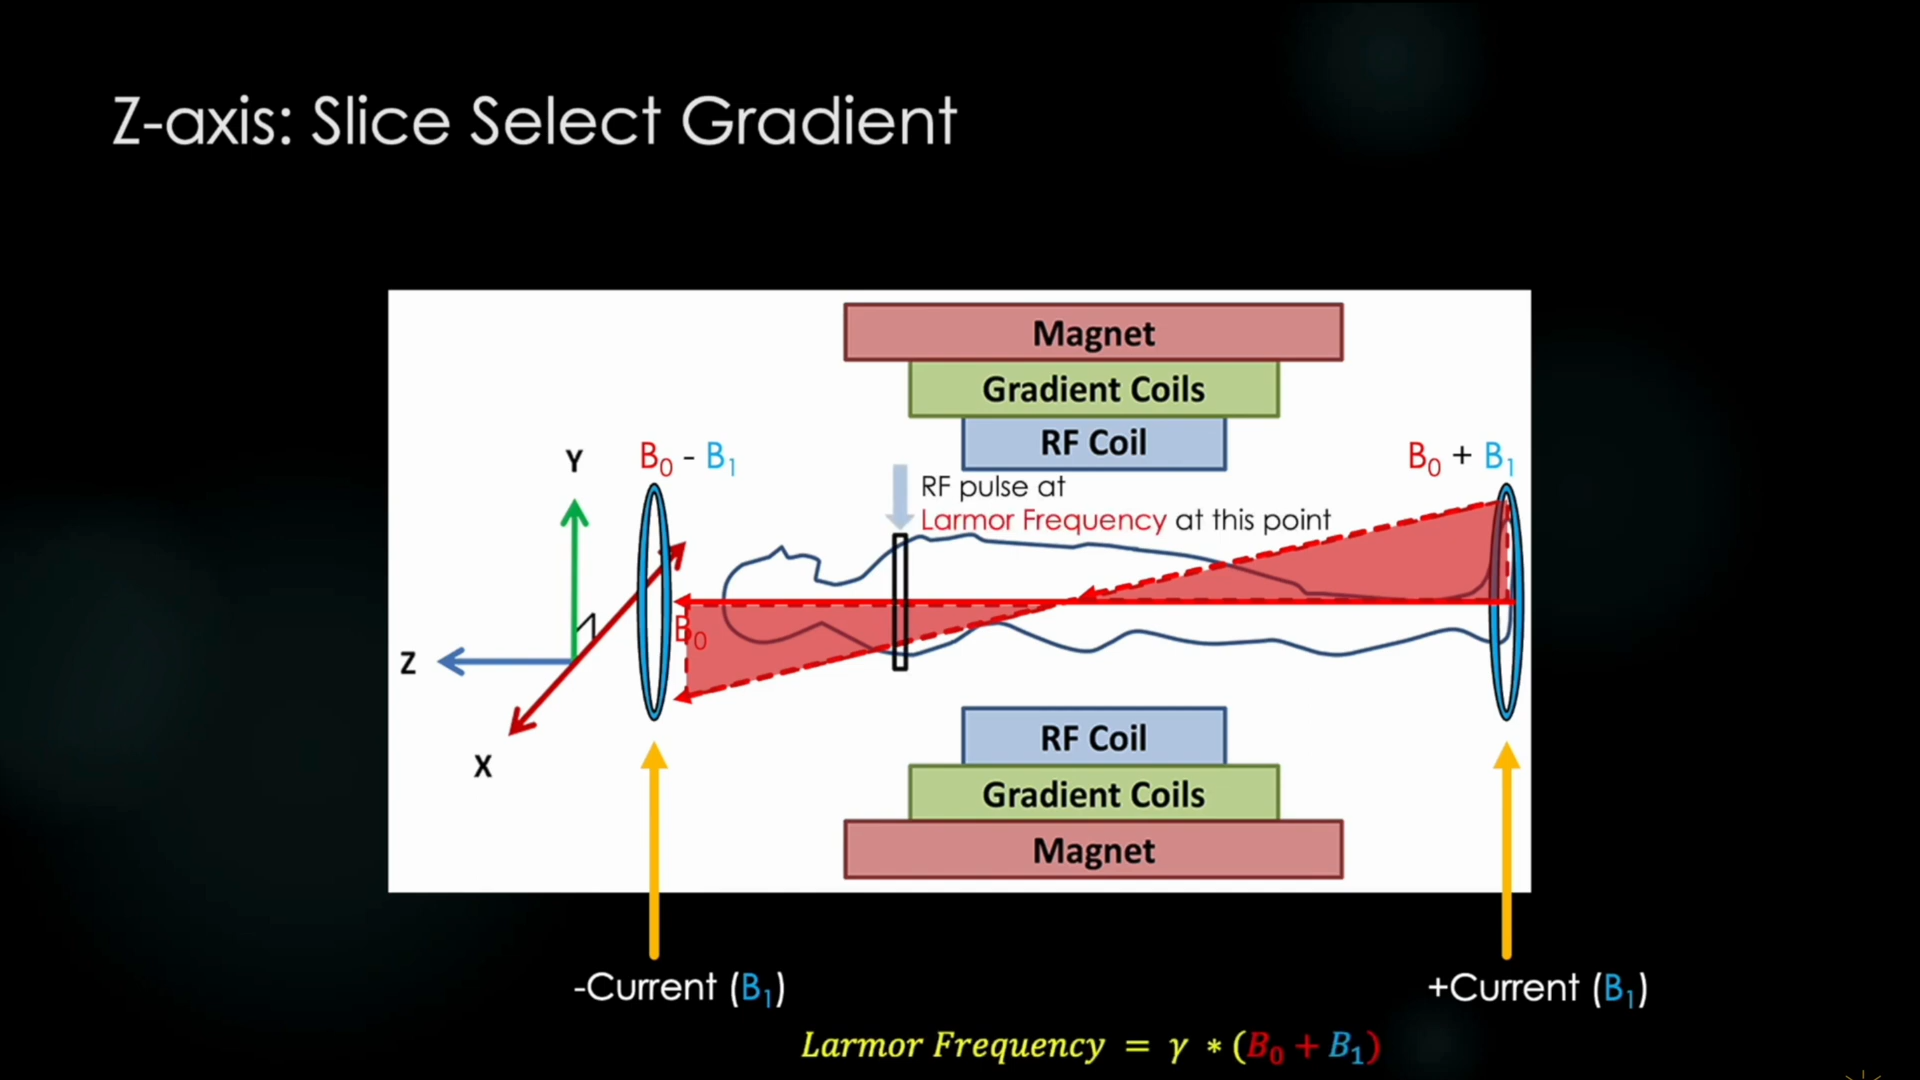 Z-axis: Slice Select Gradient
Magnet
Gradient Coils
RF Coil
Y
B₀ - B₁
B₀ + B₁
RF pulse at
Larmor Frequency at this point
B₀
Z
X
RF Coil
Gradient Coils
Magnet
-Current (B₁)
+Current (B₁)
Larmor Frequency = γ * (B₀ + B₁)